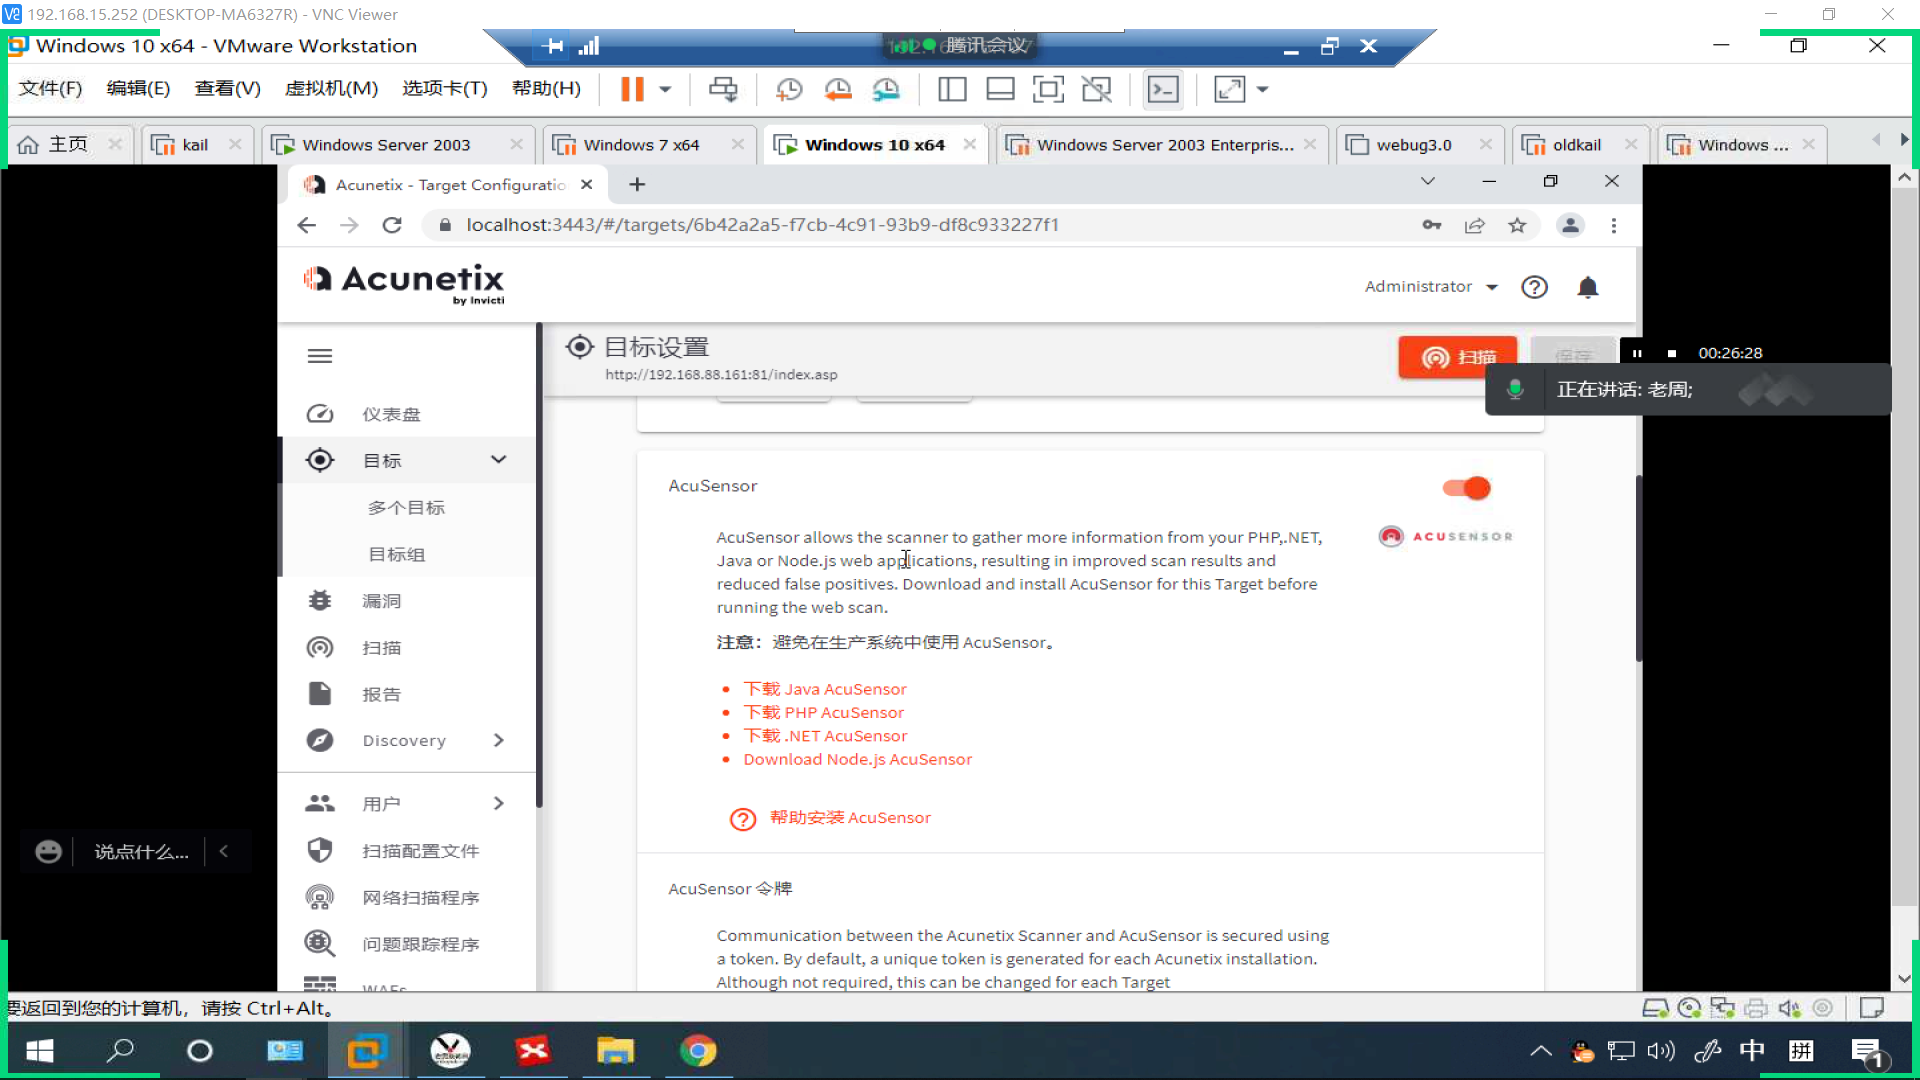 192.168.15.252 (DESKTOP-MA6327R) - VNC Viewer
Windows 10 x64 - VMware Workstation
腾讯会议
文件(F) 编辑(E) 查看(V) 虚拟机(M) 选项卡(T) 帮助(H)
主页 kail Windows Server 2003 Windows 7 x64 Windows 10 x64 Windows Server 2003 Enterpris... webug3.0 oldkail Windows ...
Acunetix - Target Configuratio
localhost:3443/#/targets/6b42a2a5-f7cb-4c91-93b9-df8c933227f1
Acunetix
by Invicti
Administrator
目标设置
http://192.168.88.161:81/index.asp
扫描
保存
00:26:28
正在讲话: 老周;
仪表盘
目标
多个目标
目标组
漏洞
扫描
报告
Discovery
用户
扫描配置文件
网络扫描程序
问题跟踪程序
WAFs
AcuSensor
AcuSensor allows the scanner to gather more information from your PHP,.NET,
Java or Node.js web applications, resulting in improved scan results and
reduced false positives. Download and install AcuSensor for this Target before
running the web scan.
ACUSENSOR
注意：避免在生产系统中使用 AcuSensor。
下载 Java AcuSensor
下载 PHP AcuSensor
下载 .NET AcuSensor
Download Node.js AcuSensor
帮助安装 AcuSensor
AcuSensor 令牌
Communication between the Acunetix Scanner and AcuSensor is secured using
a token. By default, a unique token is generated for each Acunetix installation.
Although not required, this can be changed for each Target
说点什么...
要返回到您的计算机，请按 Ctrl+Alt。
中
拼
1